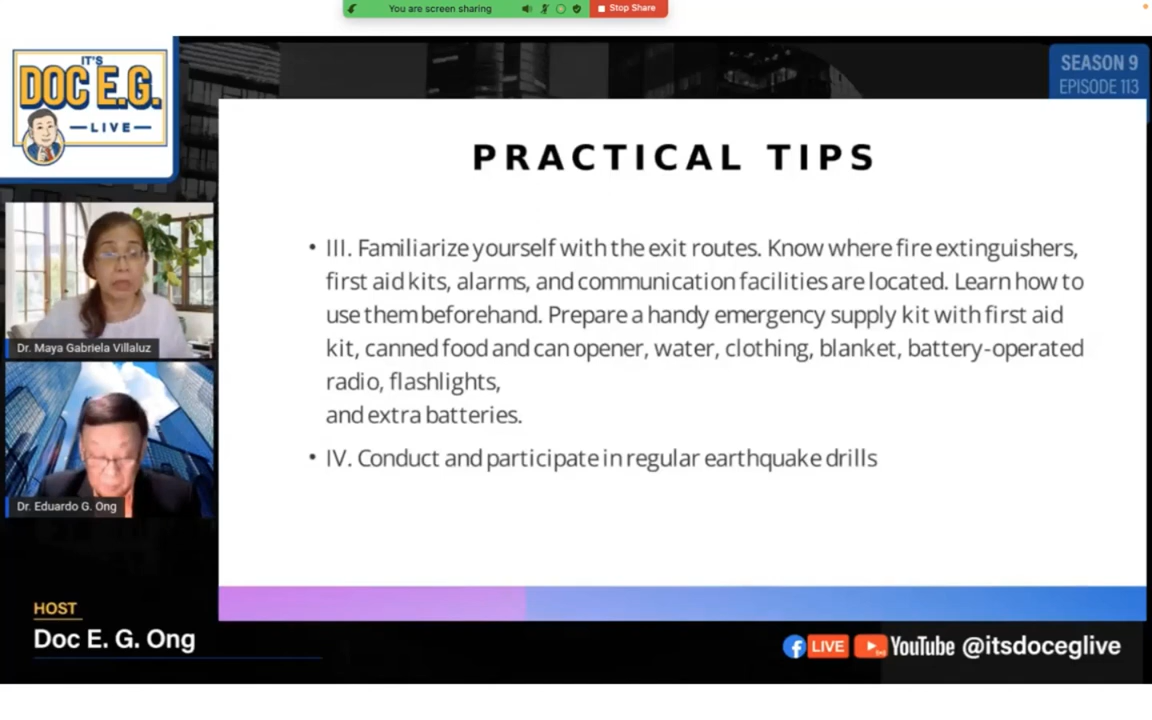 You are screen sharing
Stop Share
IT'S
DOC E.G.
LIVE
SEASON 9
EPISODE 113
PRACTICAL TIPS
• III. Familiarize yourself with the exit routes. Know where fire extinguishers,
first aid kits, alarms, and communication facilities are located. Learn how to
use them beforehand. Prepare a handy emergency supply kit with first aid
kit, canned food and can opener, water, clothing, blanket, battery-operated
radio, flashlights,
and extra batteries.
• IV. Conduct and participate in regular earthquake drills
Dr. Maya Gabriela Villaluz
Dr. Eduardo G. Ong
HOST
Doc E. G. Ong
LIVE YouTube @itsdoceglive